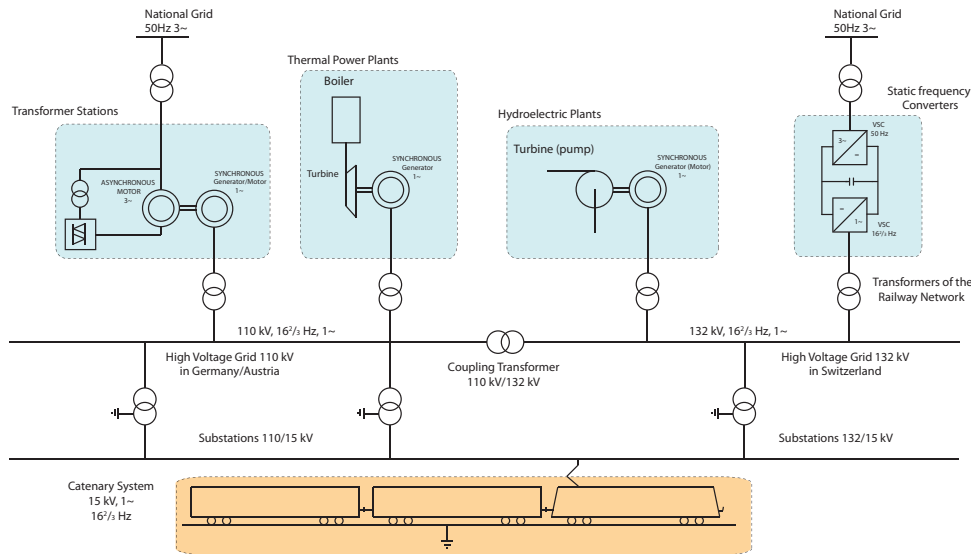 National Grid
50Hz 3~
National Grid
50Hz 3~
Thermal Power Plants
Boiler
Static frequency
Converters
Transformer Stations
Hydroelectric Plants
VSC
50 Hz
3~
=
Turbine (pump)
SYNCHRONOUS
Generator
1~
SYNCHRONOUS
Generator (Motor)
1~
Turbine
ASYNCHRONOUS
MOTOR
3~
SYNCHRONOUS
Generator/Motor
1~
=
1~
VSC
16²/₃ Hz
Transformers of the
Railway Network
110 kV, 16²/₃ Hz, 1~
132 kV, 16²/₃ Hz, 1~
High Voltage Grid 110 kV
in Germany/Austria
Coupling Transformer
110 kV/132 kV
High Voltage Grid 132 kV
in Switzerland
Substations 110/15 kV
Substations 132/15 kV
Catenary System
15 kV, 1~
16²/₃ Hz